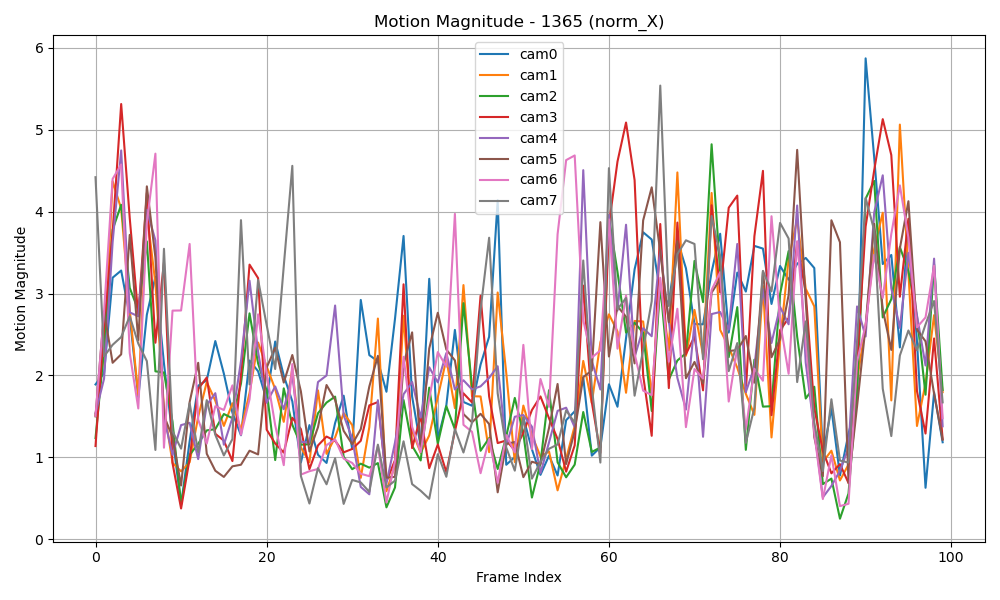 Motion Magnitude - 1365 (norm_X)
cam0
cam1
cam2
cam3
cam4
cam5
cam6
cam7
Motion Magnitude
6
5
4
3
2
1
0
0 20 40 60 80 100
Frame Index